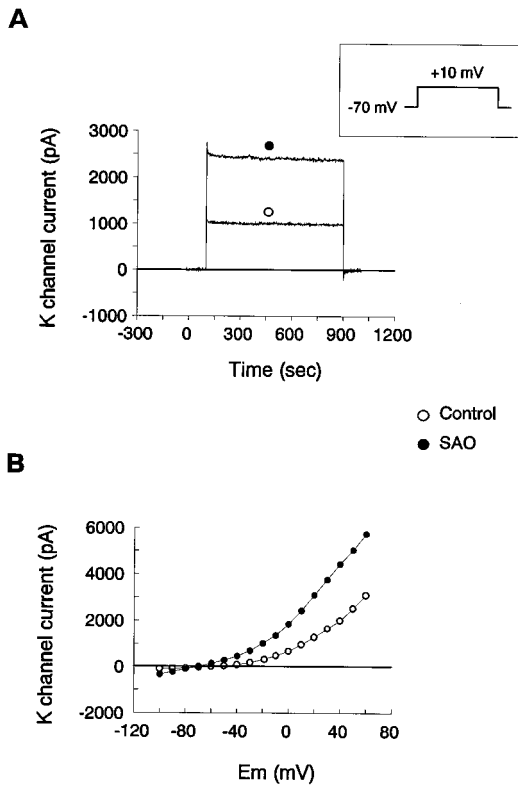 A
+10 mV
-70 mV
K channel current (pA)
3000
2000
1000
0
-1000
-300 0 300 600 900 1200
Time (sec)
Control
SAO
B
K channel current (pA)
6000
4000
2000
0
-2000
-120 -80 -40 0 40 80
Em (mV)